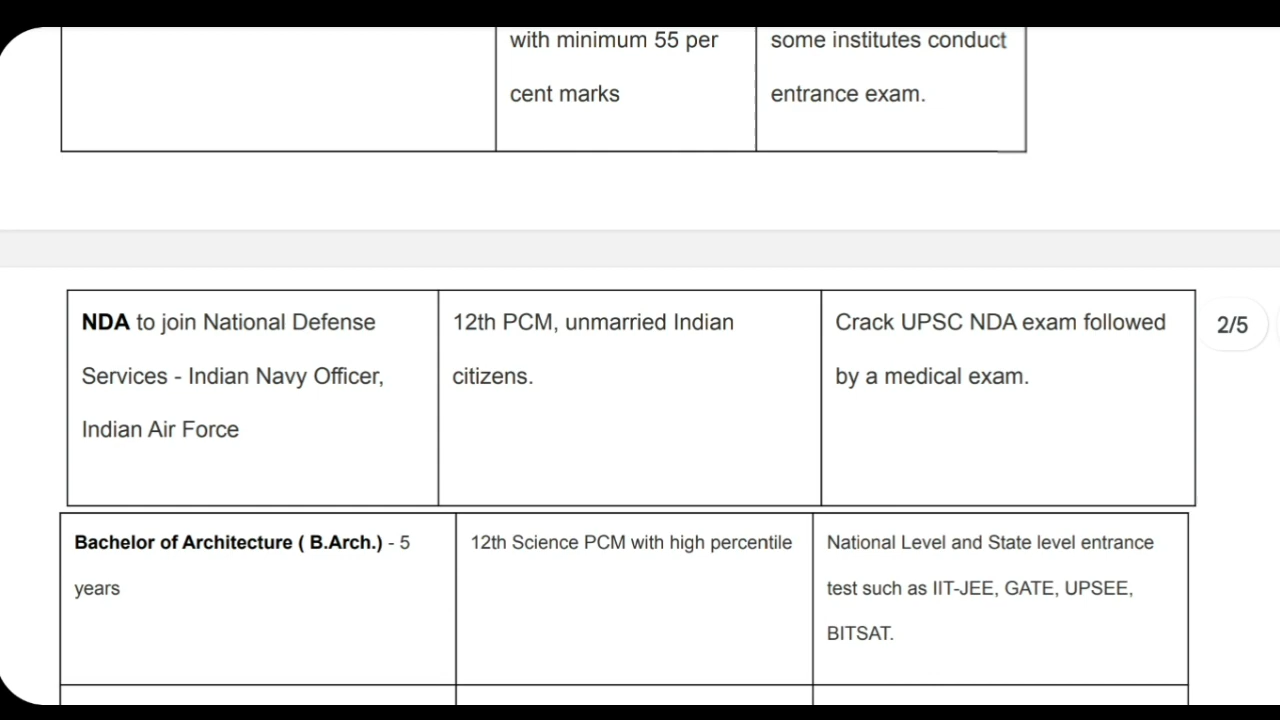 with minimum 55 per
some institutes conduct
cent marks
entrance exam.
NDA to join National Defense
Services - Indian Navy Officer,
Indian Air Force
12th PCM, unmarried Indian
citizens.
Crack UPSC NDA exam followed
by a medical exam.
2/5
Bachelor of Architecture ( B.Arch.) - 5
years
12th Science PCM with high percentile
National Level and State level entrance
test such as IIT-JEE, GATE, UPSEE,
BITSAT.